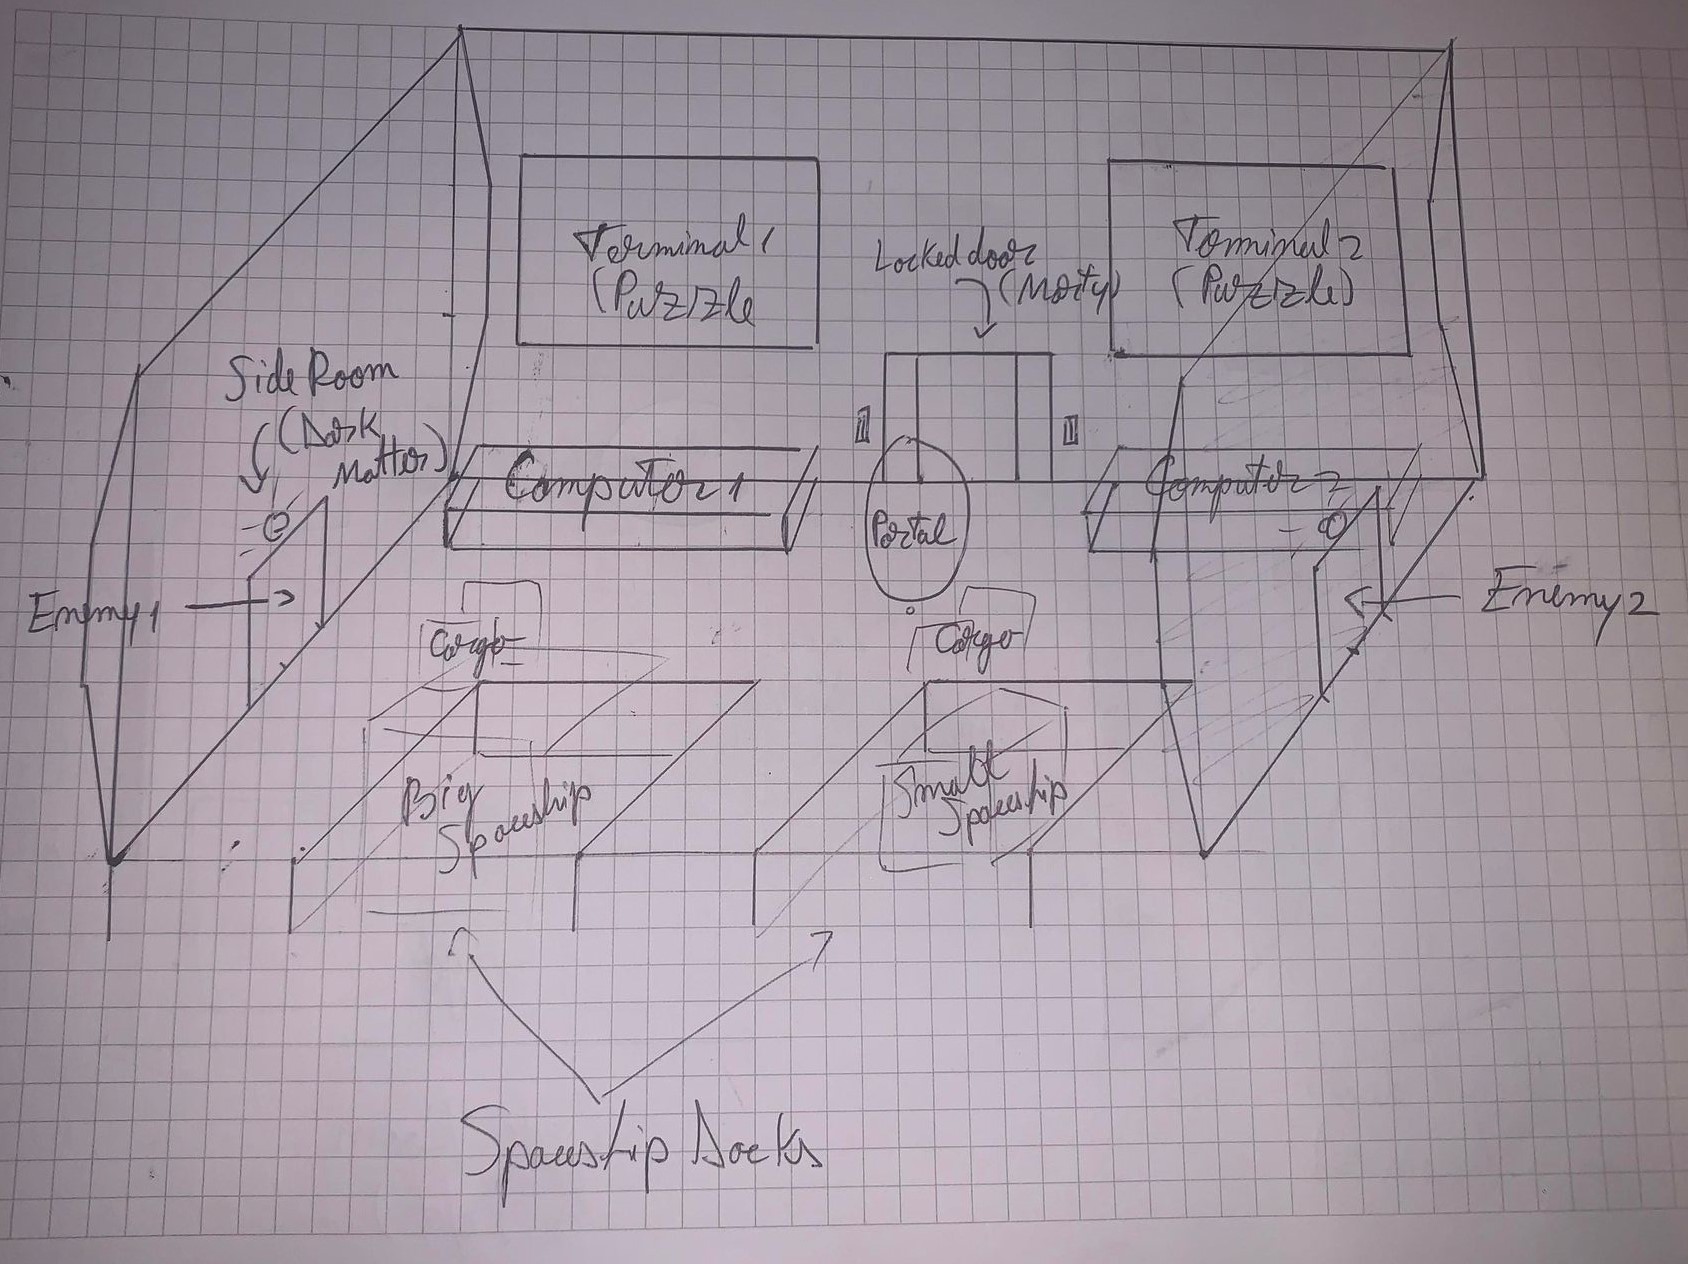 Terminal 1
(Puzzle
Locked door
(Morty)
Terminal 2
(Puzzle)
Side Room
(Dark
Matter)
Computer 1
Computer 2
Portal
Enemy 1
Enemy 2
Cargo
Cargo
Big
Spaceship
Small
Spaceship
Spaceship Docks